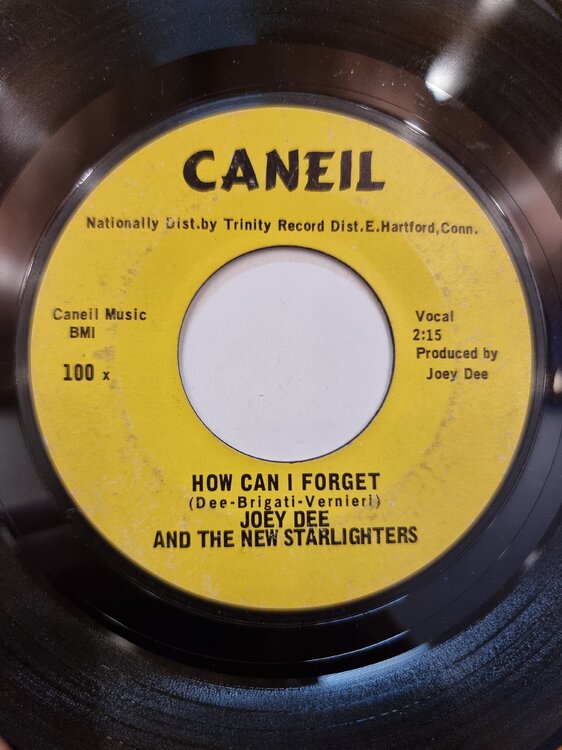 CANEIL
Nationally Dist.by Trinity Record Dist.E.Hartford,Conn.
Caneil Music
BMI
100 x
Vocal
2:15
Produced by
Joey Dee
HOW CAN I FORGET
(Dee-Brigati-Vernieri)
JOEY DEE
AND THE NEW STARLIGHTERS